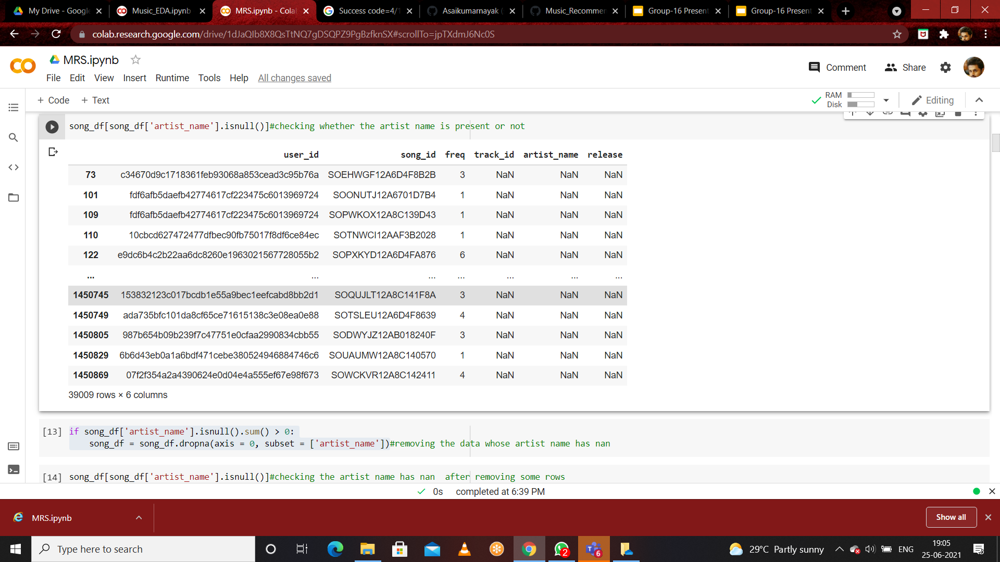 My Drive - Google
Music_EDA.ipynb
MRS.ipynb - Colab
Success code=4/1
Asaikumarnayak (
Music_Recommen
Group-16 Present
Group-16 Present
colab.research.google.com/drive/1dJaQIb8X8QsTtNQ7gDSQPZ9PgBzfknSX#scrollTo=jpTXdmJ6Nc0S
MRS.ipynb
Comment
Share
File Edit View Insert Runtime Tools Help All changes saved
+ Code + Text
RAM
Disk
Editing
song_df[song_df['artist_name'].isnull()]#checking whether the artist name is present or not
user_id song_id freq track_id artist_name release
73 c34670d9c1718361feb93068a853cead3c95b76a SOEHWGF12A6D4F8B2B 3 NaN NaN NaN
101 fdf6afb5daefb42774617cf223475c6013969724 SOONUTJ12A6701D7B4 1 NaN NaN NaN
109 fdf6afb5daefb42774617cf223475c6013969724 SOPWKOX12A8C139D43 1 NaN NaN NaN
110 10cbcd627472477dfbec90fb75017f8df6ce84ec SOTNWCI12AAF3B2028 1 NaN NaN NaN
122 e9dc6b4c2b22aa6dc8260e1963021567728055b2 SOPXKYD12A6D4FA876 6 NaN NaN NaN
... ... ... ... ... ... ...
1450745 153832123c017bcdb1e55a9bec1eefcabd8bb2d1 SOQUJLT12A8C141F8A 3 NaN NaN NaN
1450749 ada735bfc101da8cf65ce71615138c3e08ea0e88 SOTSLEU12A6D4F8639 4 NaN NaN NaN
1450805 987b654b09b239f7c47751e0cfaa2990834cbb55 SODWYJZ12AB018240F 3 NaN NaN NaN
1450829 6b6d43eb0a1a6bdf471cebe380524946884746c6 SOUAUMW12A8C140570 1 NaN NaN NaN
1450869 07f2f354a2a4390624e0d04e4a555ef67e98f673 SOWCKVR12A8C142411 4 NaN NaN NaN
39009 rows × 6 columns
[13] if song_df['artist_name'].isnull().sum() > 0:
song_df = song_df.dropna(axis = 0, subset = ['artist_name'])#removing the data whose artist name has nan
[14] song_df[song_df['artist_name'].isnull()]#checking the artist name has nan  after removing some rows
0s completed at 6:39 PM
MRS.ipynb
Show all
Type here to search
2
6
29°C Partly sunny
ENG
19:05
25-06-2021